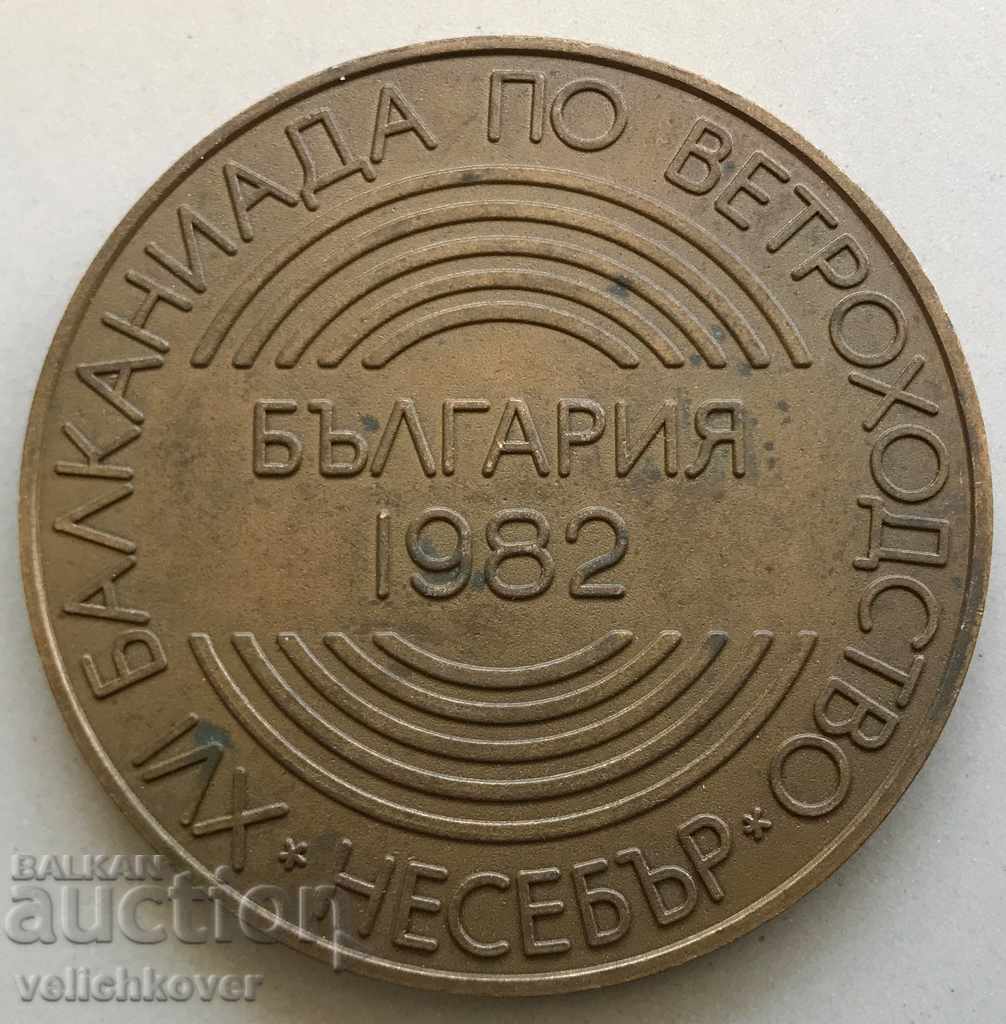 XVI БАЛКАНИАДА ПО ВЕТРОХОДСТВО
БЪЛГАРИЯ
1982
* НЕСЕБЪР *
BALKAN
auction
velichkover